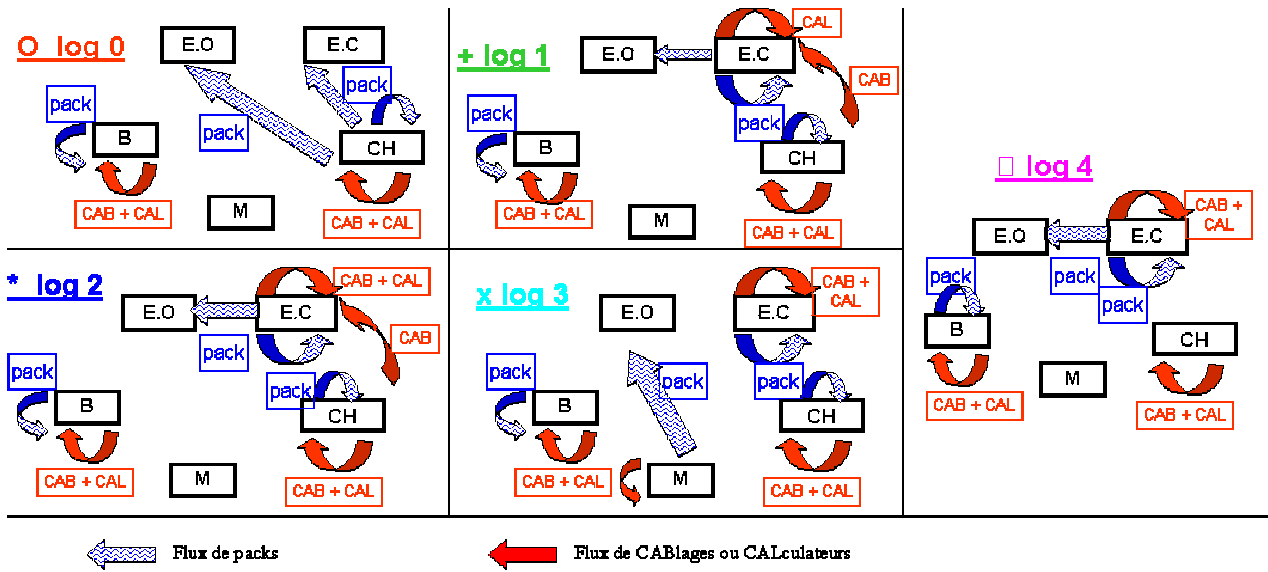 O log 0
E.O
E.C
pack
pack
pack
B
CH
CAB + CAL
M
CAB + CAL
+ log 1
CAL
E.O
E.C
CAB
pack
pack
B
CH
CAB + CAL
M
CAB + CAL
* log 2
CAB + CAL
E.O
E.C
CAB
pack
pack
pack
B
CH
CAB + CAL
M
CAB + CAL
x log 3
CAB +
CAL
E.O
E.C
pack
pack
pack
B
CH
CAB + CAL
M
CAB + CAL
□ log 4
CAB +
CAL
E.O
E.C
pack
pack
pack
B
CH
M
CAB + CAL
CAB + CAL
Flux de packs
Flux de CABlages ou CALculateurs